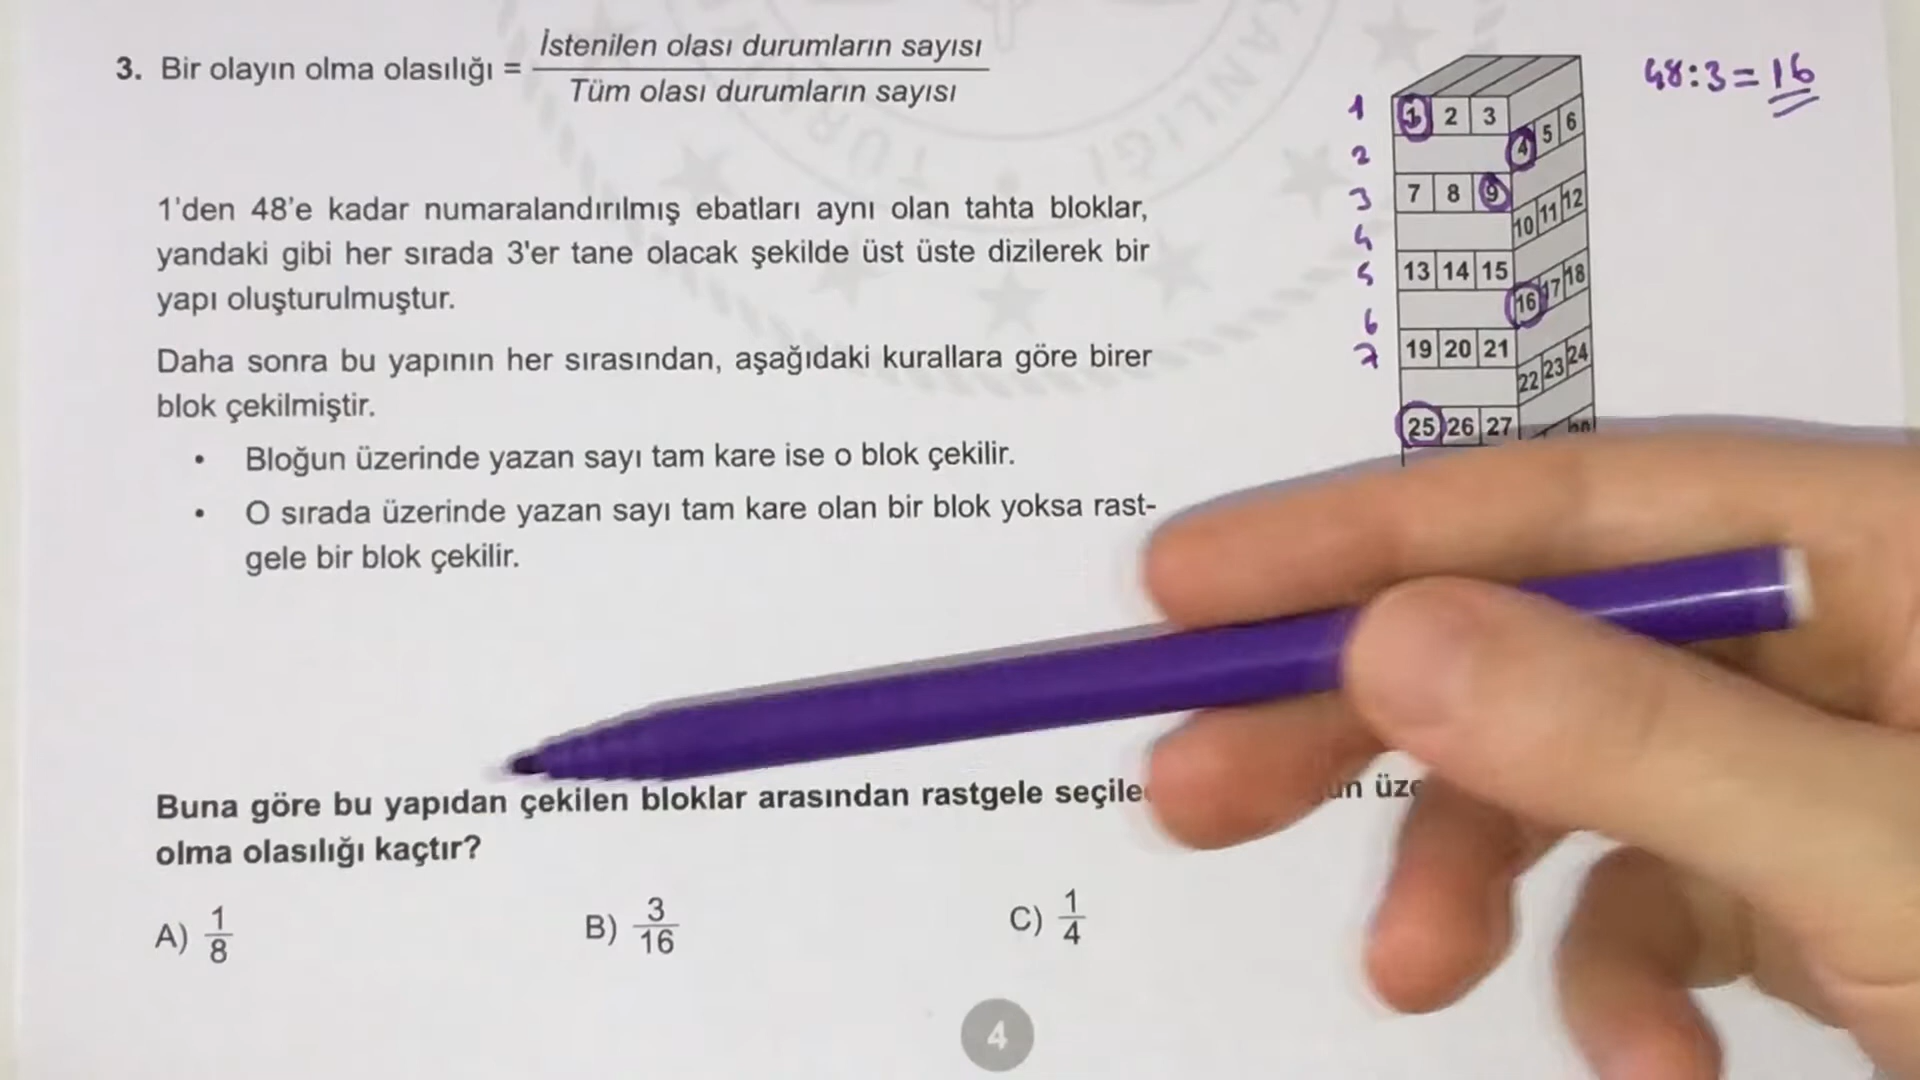 3. Bir olayın olma olasılığı = İstenilen olası durumların sayısı
Tüm olası durumların sayısı
48:3=16
1'den 48'e kadar numaralandırılmış ebatları aynı olan tahta bloklar,
yandaki gibi her sırada 3'er tane olacak şekilde üst üste dizilerek bir
yapı oluşturulmuştur.
Daha sonra bu yapının her sırasından, aşağıdaki kurallara göre birer
blok çekilmiştir.
• Bloğun üzerinde yazan sayı tam kare ise o blok çekilir.
• O sırada üzerinde yazan sayı tam kare olan bir blok yoksa rast-
gele bir blok çekilir.
1 1 2 3
2 4 5 6
3 7 8 9
4 10 11 12
5 13 14 15
6 16 17 18
7 19 20 21
22 23 24
25 26 27
Buna göre bu yapıdan çekilen bloklar arasından rastgele
olma olasılığı kaçtır?
A) 1/8 B) 3/16 C) 1/4
4
TÜRK
ANLIĞI